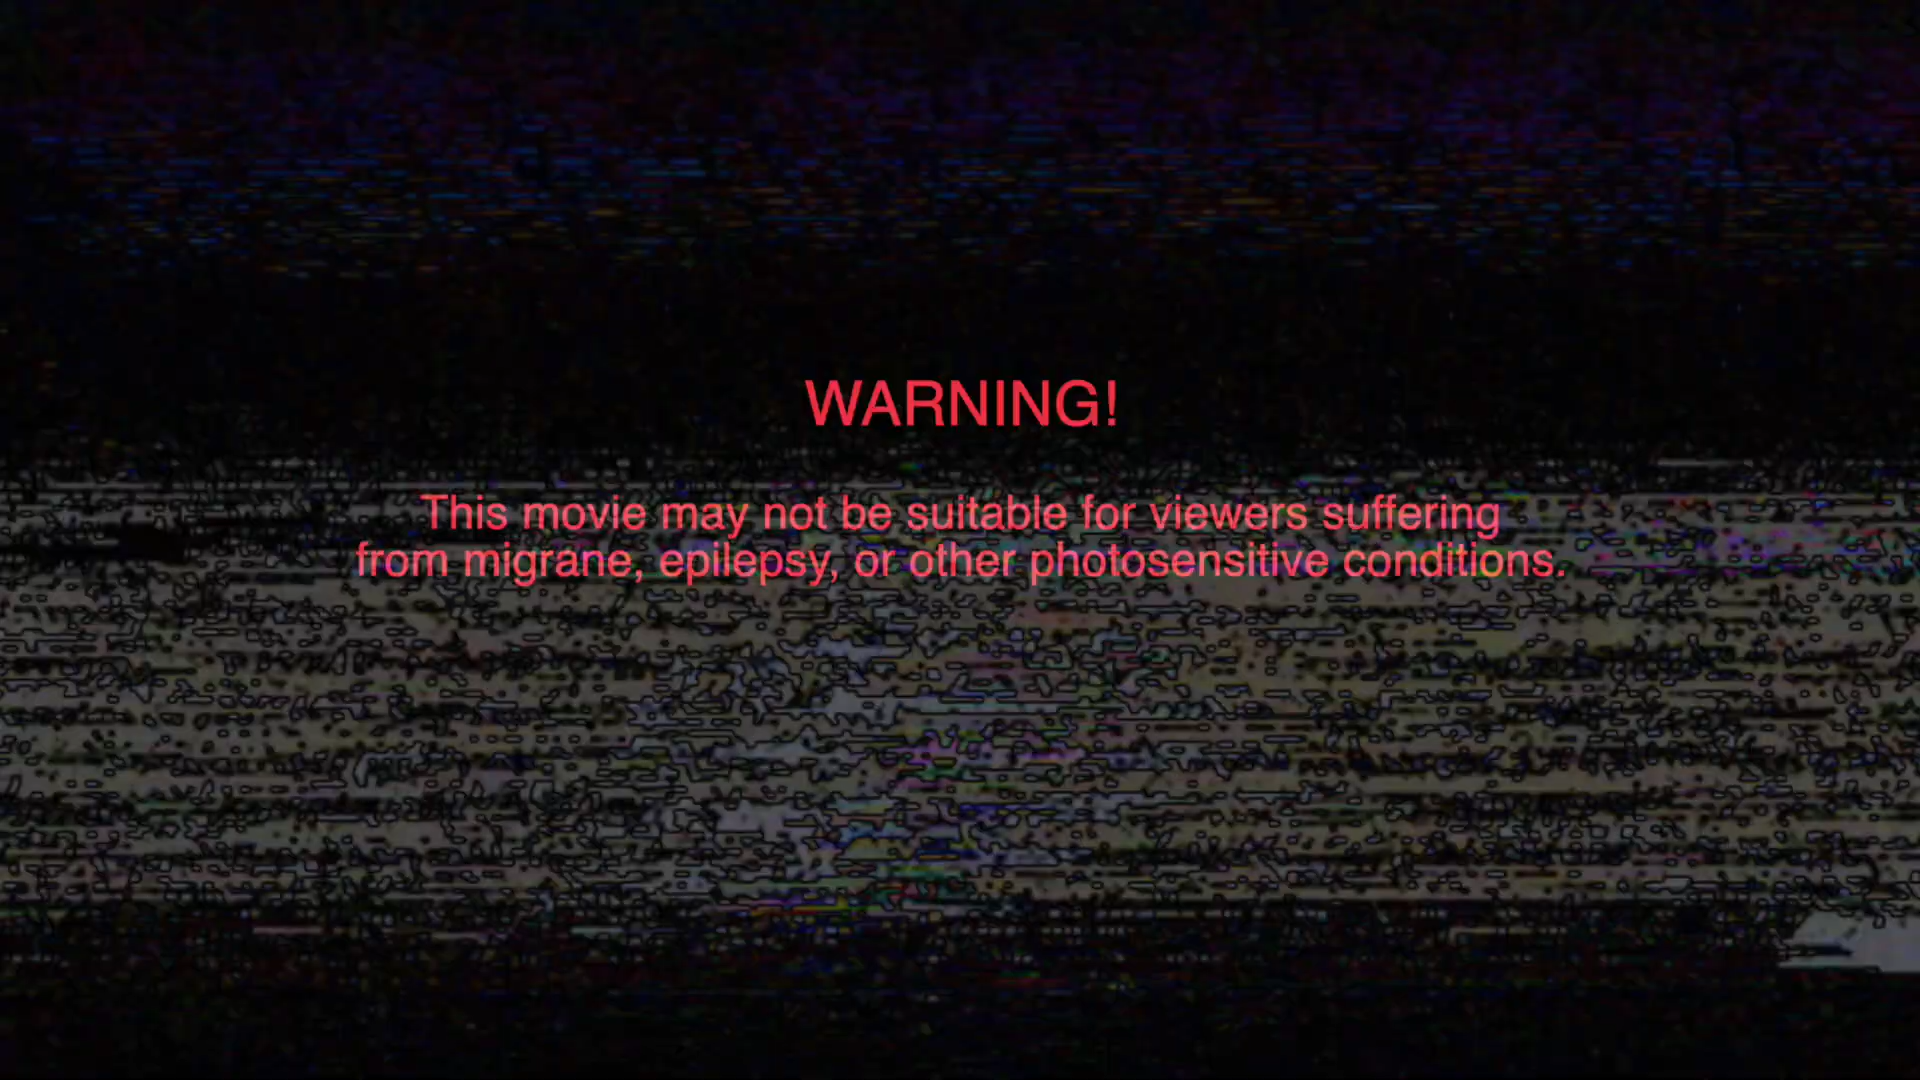 WARNING!
This movie may not be suitable for viewers suffering
from migrane, epilepsy, or other photosensitive conditions.